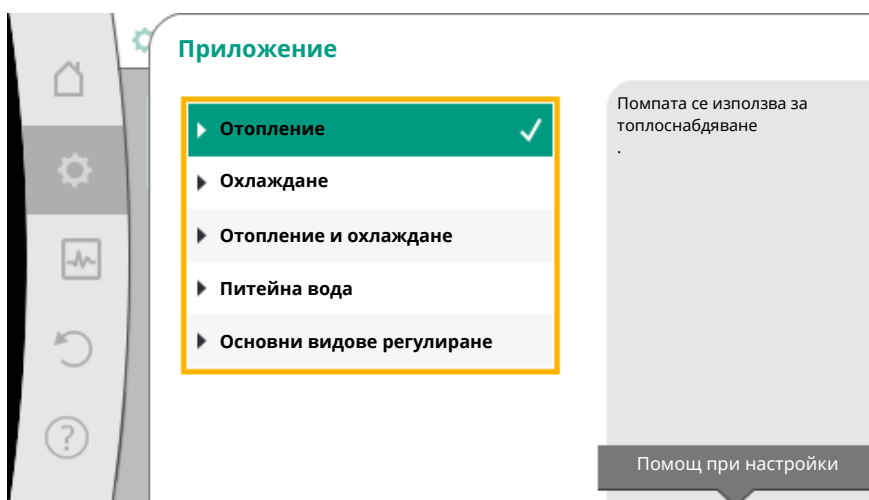 Приложение
Отопление
Охлаждане
Отопление и охлаждане
Питейна вода
Основни видове регулиране
Помпата се използва за
топлоснабдяване
.
Помощ при настройки
?